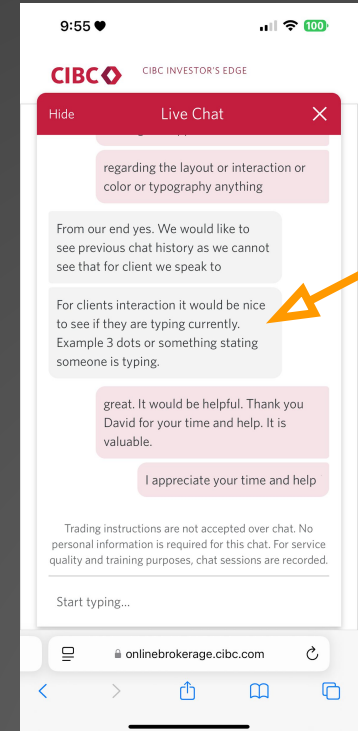 9:55
100
CIBC
CIBC INVESTOR'S EDGE
Hide
Live Chat
regarding the layout or interaction or
color or typography anything
From our end yes. We would like to
see previous chat history as we cannot
see that for client we speak to
For clients interaction it would be nice
to see if they are typing currently.
Example 3 dots or something stating
someone is typing.
great. It would be helpful. Thank you
David for your time and help. It is
valuable.
I appreciate your time and help
Trading instructions are not accepted over chat. No
personal information is required for this chat. For service
quality and training purposes, chat sessions are recorded.
Start typing...
onlinebrokerage.cibc.com